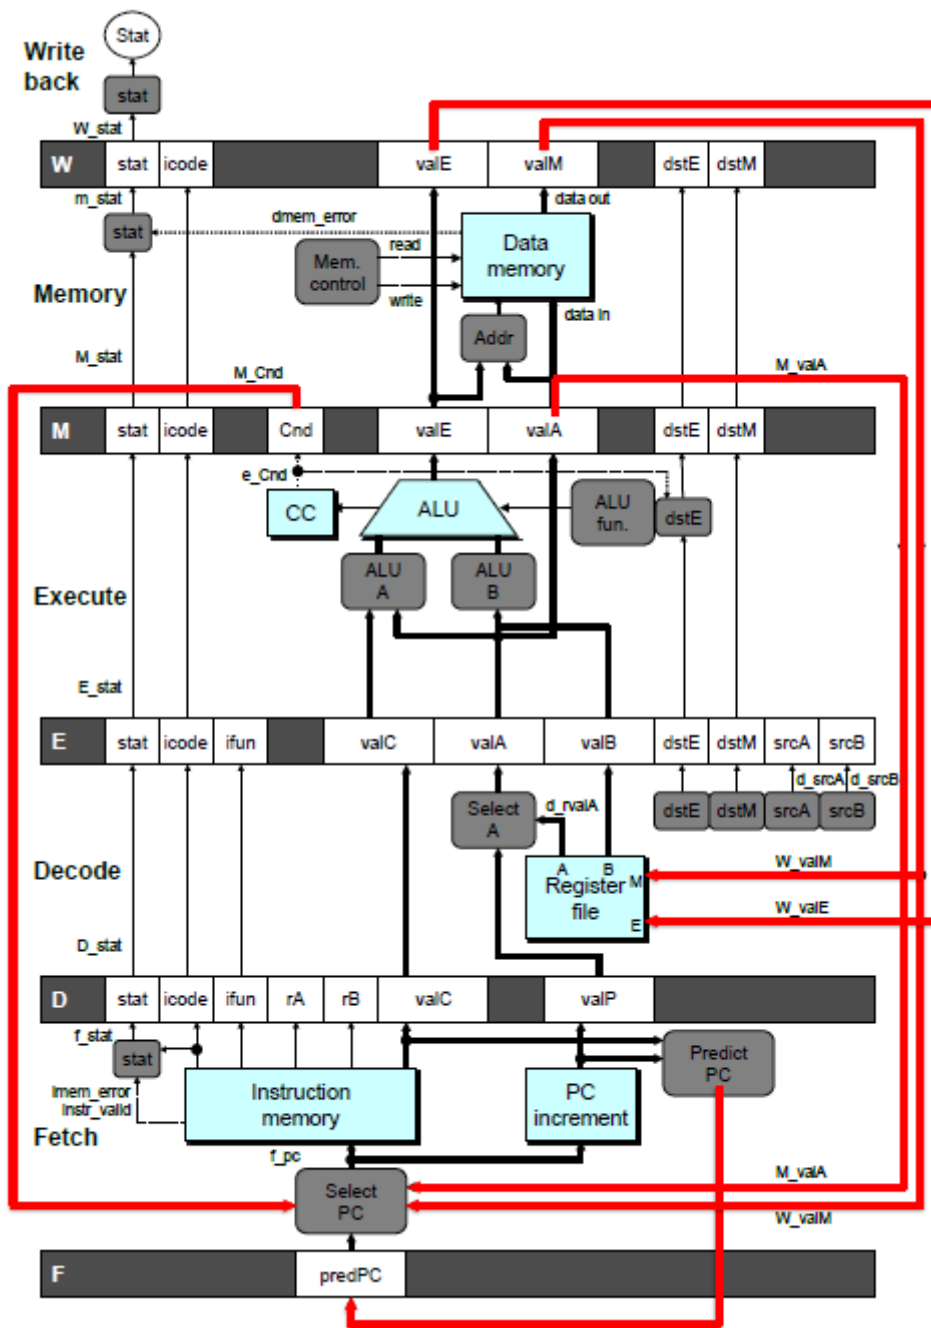 Stat
Write
back
stat
W_stat
W stat icode valE valM dstE dstM
m_stat
data out
dmem_error
stat
read
Mem.
control
Data
memory
write
data in
Memory
Addr
M_stat
M_Cnd
M_valA
M stat icode Cnd valE valA dstE dstM
e_Cnd
CC
ALU
ALU
fun.
dstE
ALU
A
ALU
B
Execute
E_stat
E stat icode ifun valC valA valB dstE dstM srcA srcB
d_srcA d_srcB
Select
A
d_rvalA
dstE dstM srcA srcB
Decode
A B
M
Register
file
E
W_valM
W_valE
D_stat
D stat icode ifun rA rB valC valP
f_stat
stat
Predict
PC
Imem_error
Instr_valid
Instruction
memory
PC
increment
Fetch
f_pc
Select
PC
M_valA
W_valM
F predPC